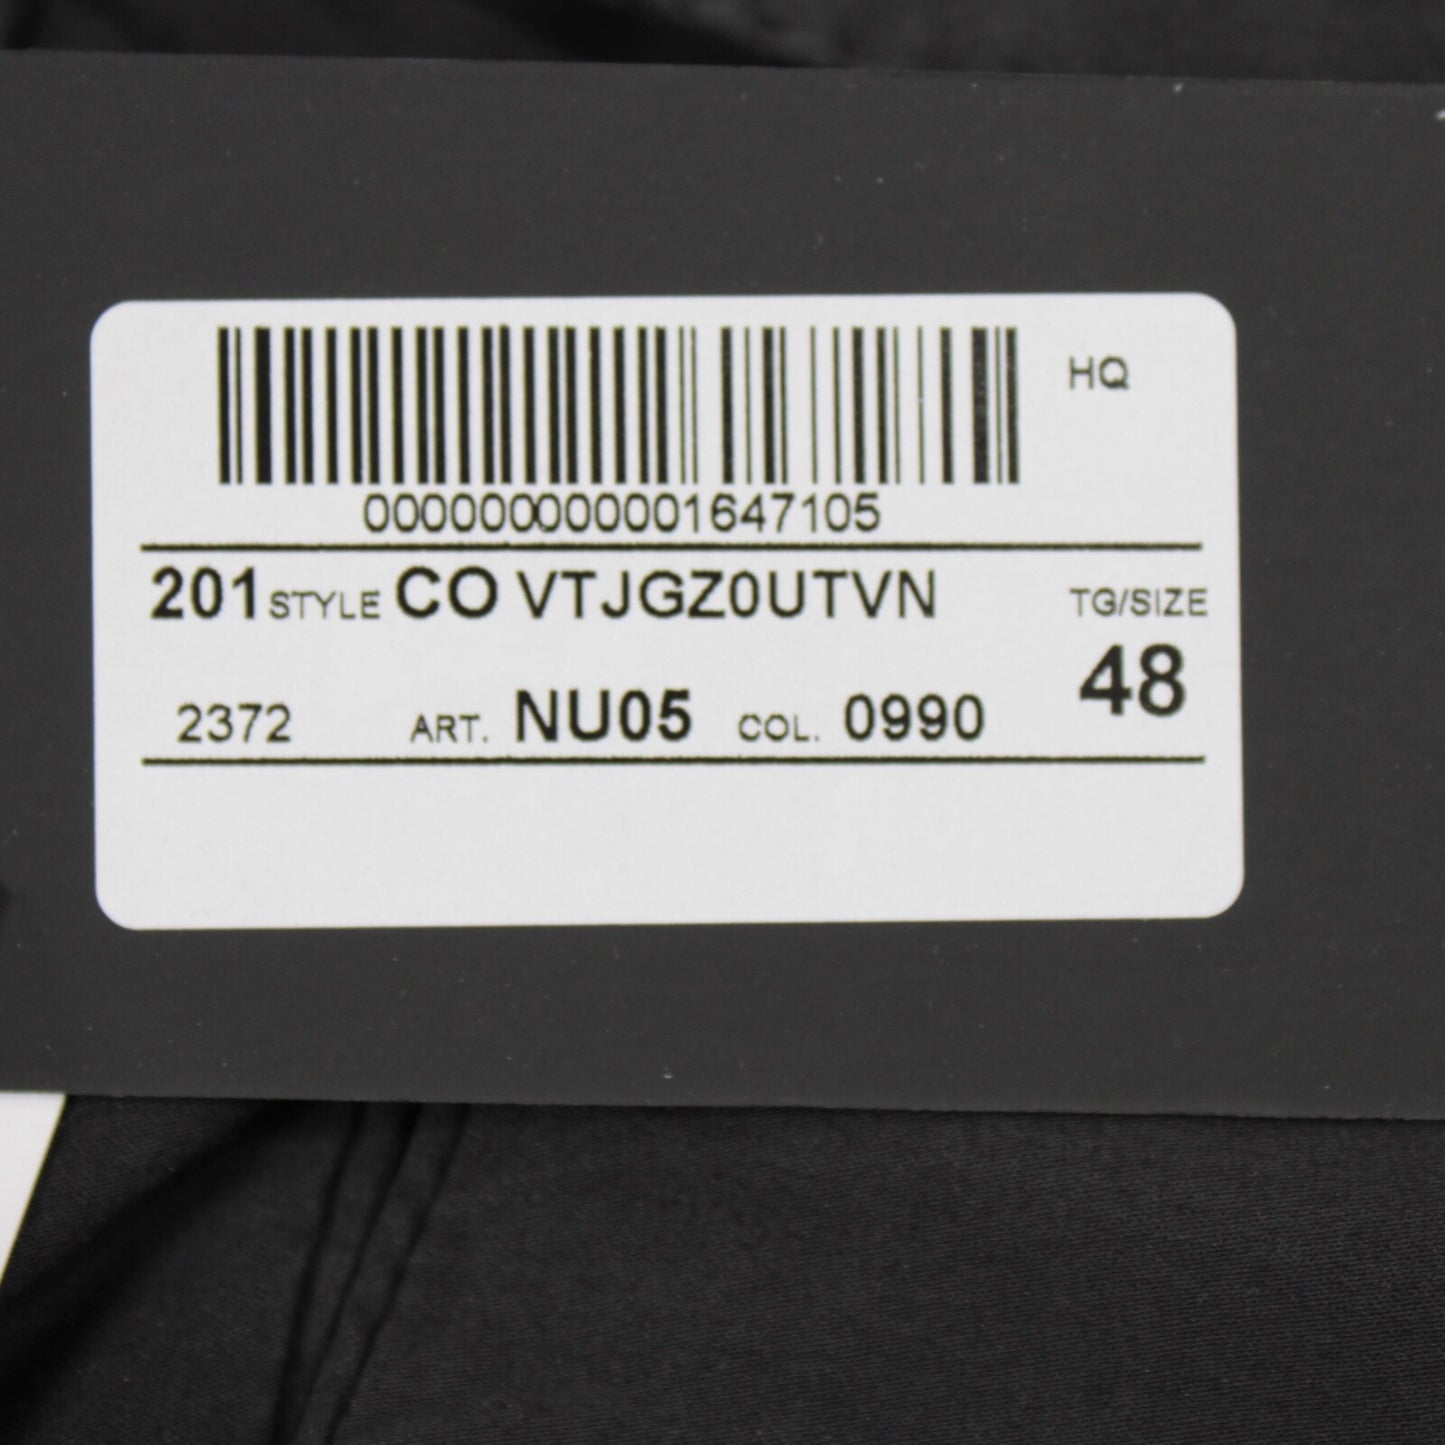 HQ
0000000000001647105
201 STYLE CO VTJGZ0UTVN TG/SIZE
48
2372 ART. NU05 COL. 0990